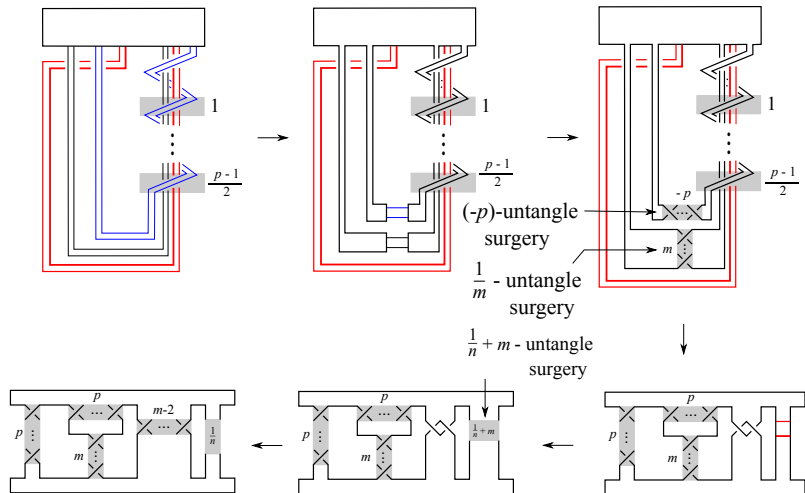 1
p - 1
2
1
p - 1
2
1
p - 1
2
-p
m
(-p)-untangle
surgery
1/m - untangle
surgery
1/n + m - untangle
surgery
p
m-2
p
m
1/n
p
p
m
1/n + m
p
p
m